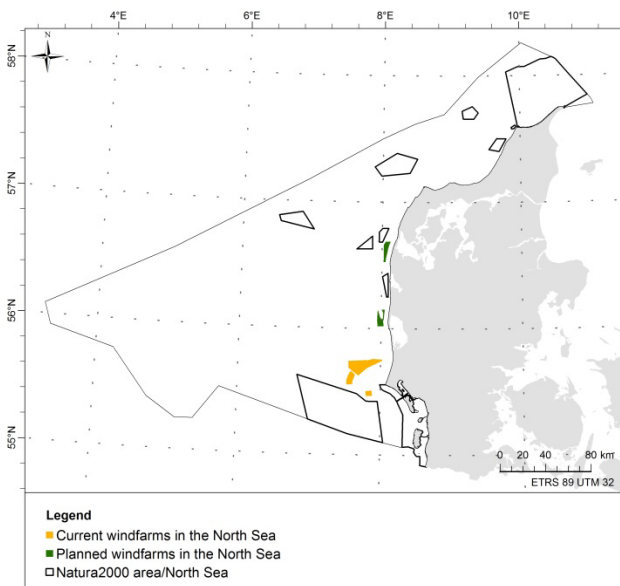 4°E 6°E 8°E 10°E
58°N
N
57°N
56°N
55°N
0 20 40 60 80 km
ETRS 89 UTM 32
Legend
Current windfarms in the North Sea
Planned windfarms in the North Sea
Natura2000 area/North Sea